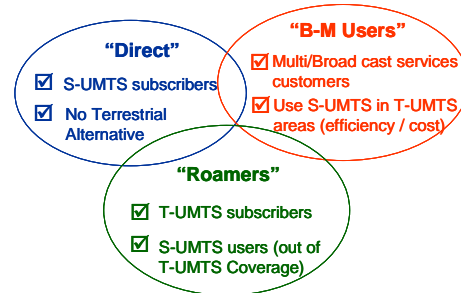 “Direct”
S-UMTS subscribers
No Terrestrial
Alternative
“B-M Users”
Multi/Broad cast services
customers
Use S-UMTS in T-UMTS
areas (efficiency / cost)
“Roamers”
T-UMTS subscribers
S-UMTS users (out of
T-UMTS Coverage)